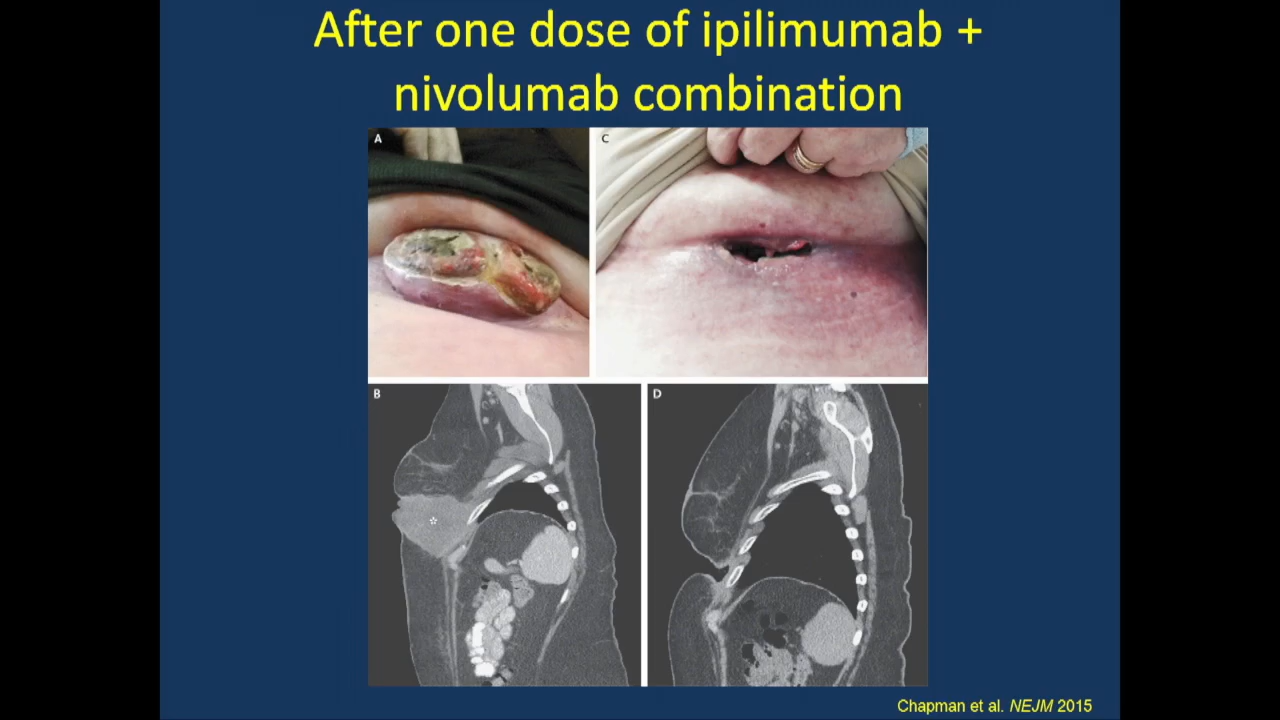 After one dose of ipilimumab +
nivolumab combination
A
C
B
D
Chapman et al. NEJM 2015